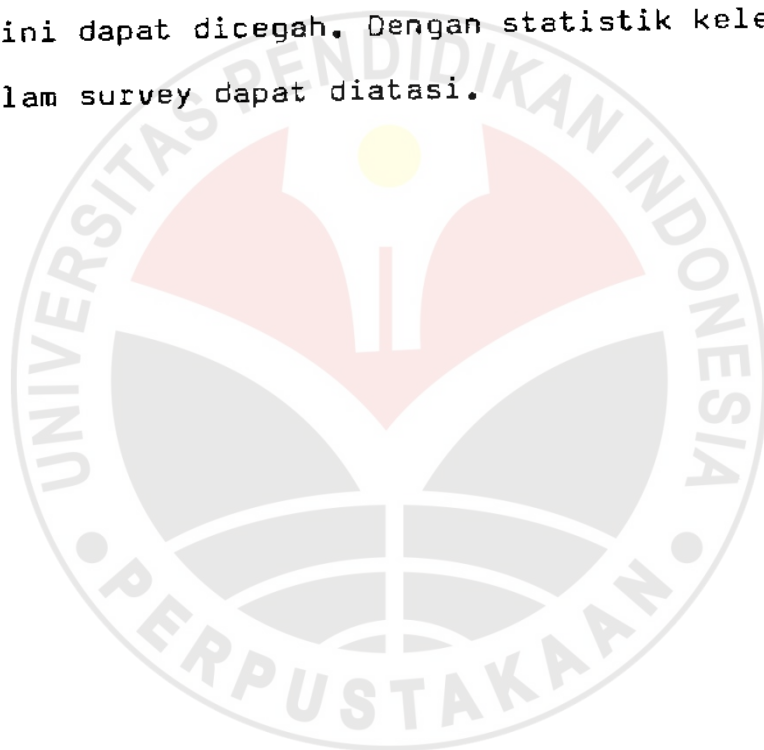 ini dapat dicegah. Dengan statistik kele
lam survey dapat diatasi.
UNIVERSITAS PENDIDIKAN INDONESIA
PERPUSTAKAAN